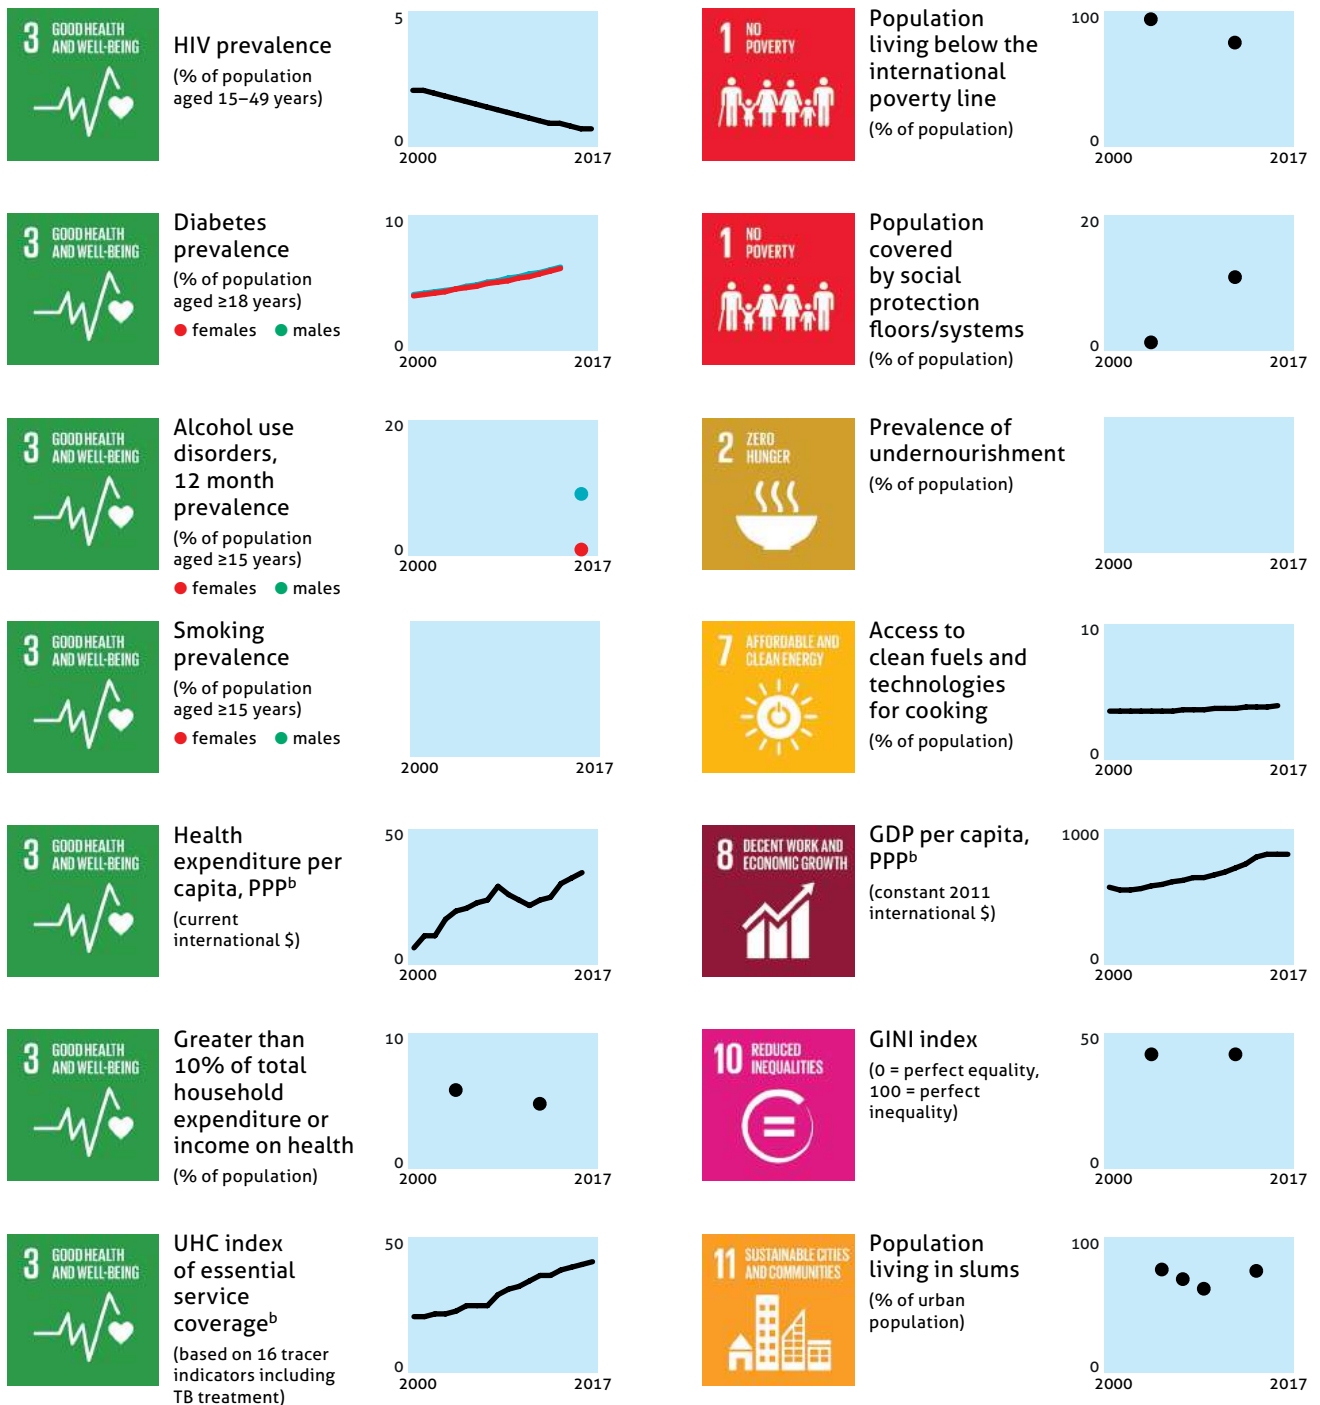 3 GOOD HEALTH
AND WELL-BEING
HIV prevalence
(% of population
aged 15–49 years)
5
0
2000 2017
1 NO
POVERTY
Population
living below the
international
poverty line
(% of population)
100
0
2000 2017
3 GOOD HEALTH
AND WELL-BEING
Diabetes
prevalence
(% of population
aged ≥18 years)
females males
10
0
2000 2017
1 NO
POVERTY
Population
covered
by social
protection
floors/systems
(% of population)
20
0
2000 2017
3 GOOD HEALTH
AND WELL-BEING
Alcohol use
disorders,
12 month
prevalence
(% of population
aged ≥15 years)
females males
20
0
2000 2017
2 ZERO
HUNGER
Prevalence of
undernourishment
(% of population)
2000 2017
3 GOOD HEALTH
AND WELL-BEING
Smoking
prevalence
(% of population
aged ≥15 years)
females males
2000 2017
7 AFFORDABLE AND
CLEAN ENERGY
Access to
clean fuels and
technologies
for cooking
(% of population)
10
0
2000 2017
3 GOOD HEALTH
AND WELL-BEING
Health
expenditure per
capita, PPPᵇ
(current
international $)
50
0
2000 2017
8 DECENT WORK AND
ECONOMIC GROWTH
GDP per capita,
PPPᵇ
(constant 2011
international $)
1000
0
2000 2017
3 GOOD HEALTH
AND WELL-BEING
Greater than
10% of total
household
expenditure or
income on health
(% of population)
10
0
2000 2017
10 REDUCED
INEQUALITIES
GINI index
(0 = perfect equality,
100 = perfect
inequality)
50
0
2000 2017
3 GOOD HEALTH
AND WELL-BEING
UHC index
of essential
service
coverageᵇ
(based on 16 tracer
indicators including
TB treatment)
50
0
2000 2017
11 SUSTAINABLE CITIES
AND COMMUNITIES
Population
living in slums
(% of urban
population)
100
0
2000 2017